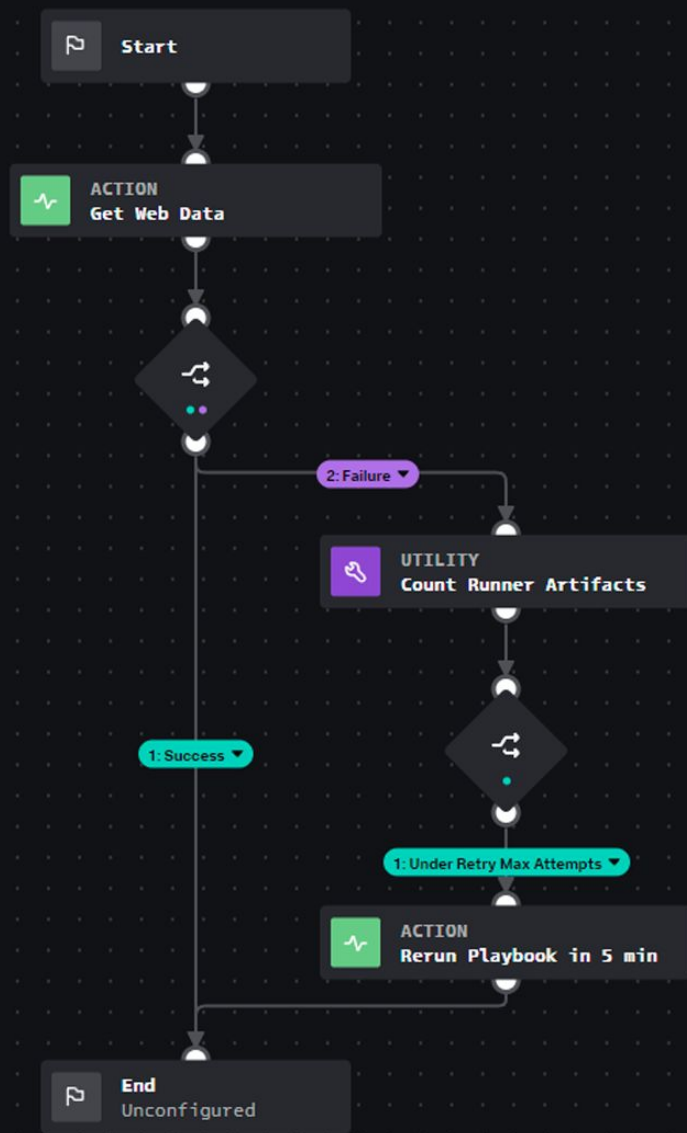 Start
ACTION
Get Web Data
2: Failure
UTILITY
Count Runner Artifacts
1: Success
1: Under Retry Max Attempts
ACTION
Rerun Playbook in 5 min
End
Unconfigured